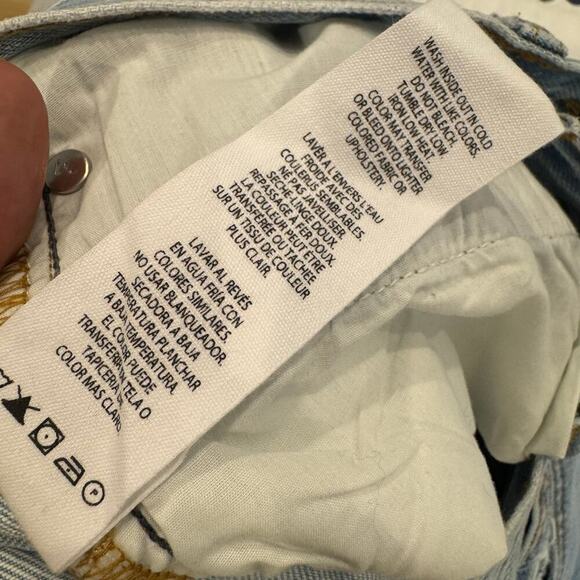 WASH INSIDE OUT IN COLD
WATER WITH LIKE COLORS.
DO NOT BLEACH.
TUMBLE DRY LOW
IRON LOW HEAT.
COLOR MAY TRANSFER
OR BLEED ONTO LIGHTER
COLORED FABRIC OR
UPHOLSTERY.
LAVER À L'ENVERS L'EAU
FROIDE AVEC DES
COULERUS SEMBLABLES.
NE PAS JAVELLISER
SÈCHE-LINGE DOUX.
REPASSAGE À FER DOUX.
LA COULEUR PEUT ÊTRE
TRANSFÉRÉE OU TACHÉE
SUR UN TISSU DE COULEUR
PLUS CLAIR.
LAVAR AL REVÉS
EN AGUA FRIA CON
COLORES SIMILARES.
NO USAR BLANQUEADOR.
SECADORA A BAJA
TEMPERATURA PLANCHAR
A BAJA TEMPERATURA.
EL COLOR PUEDE
TRANSFERIR TELA O
TAPICERIA DE
COLOR MAS CLARO
P